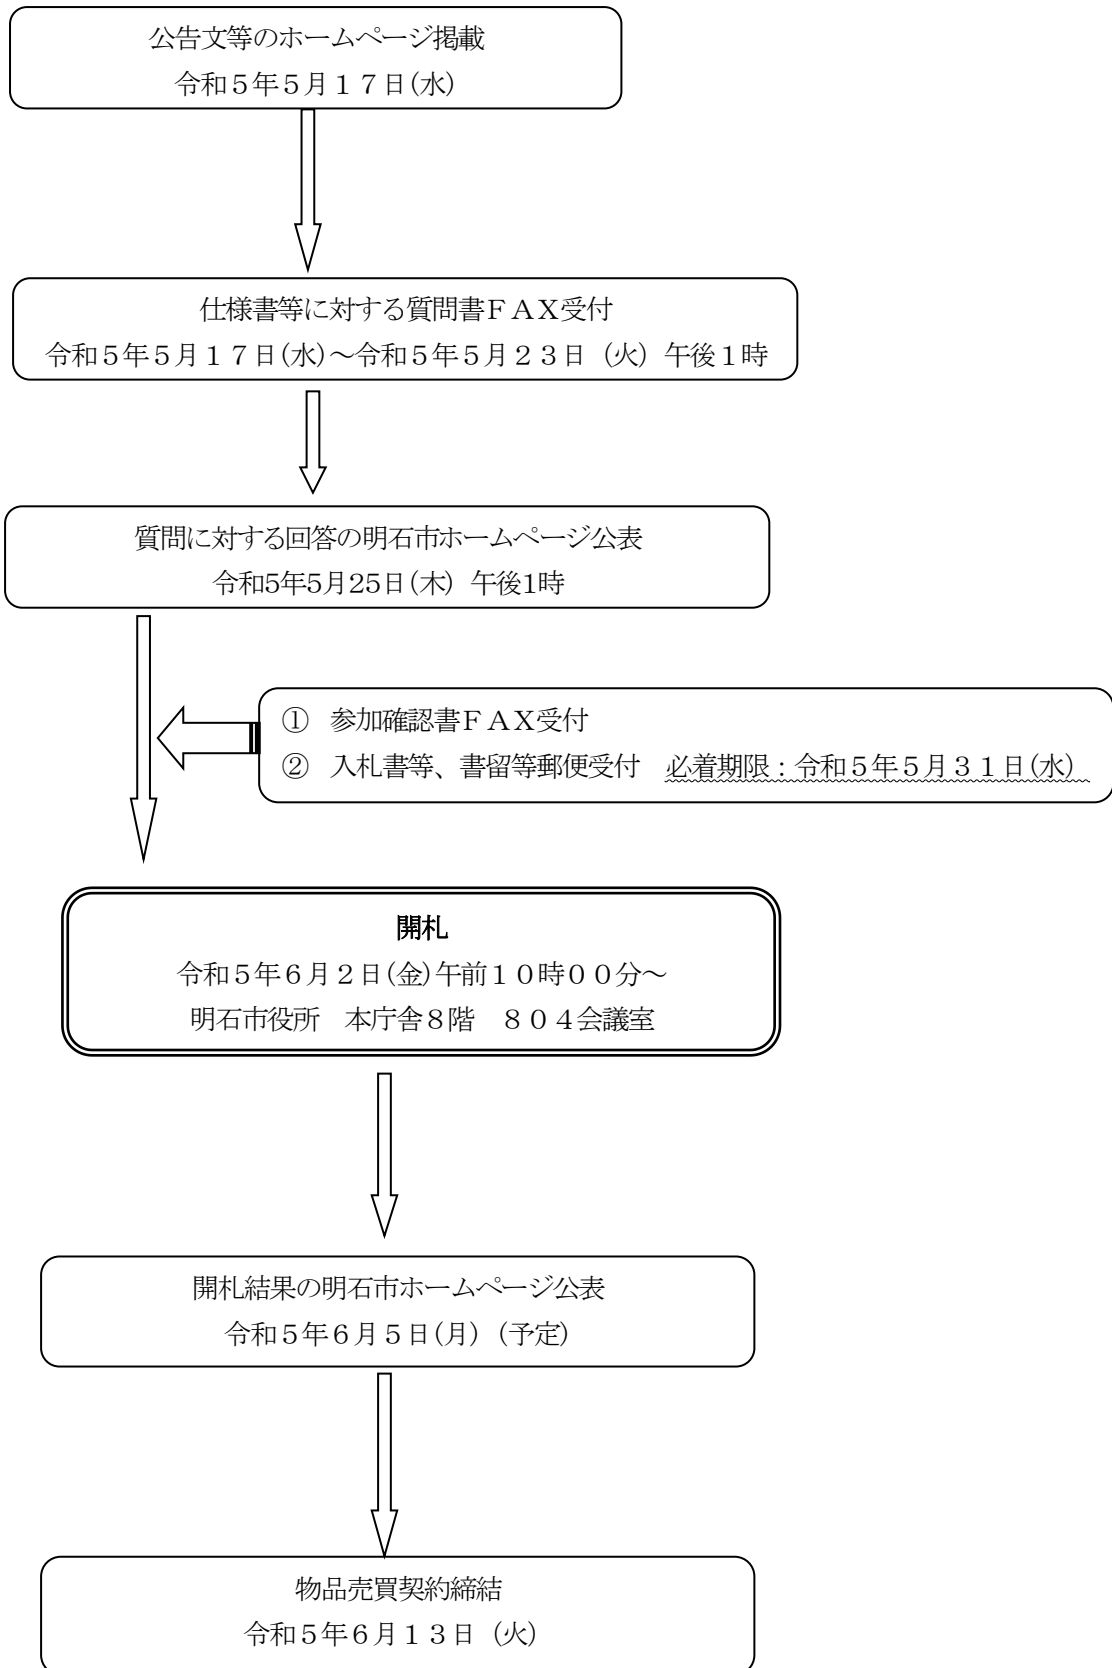 公告文等のホームページ掲載
令和５年５月１７日(水)
仕様書等に対する質問書ＦＡＸ受付
令和５年５月１７日(水)～令和５年５月２３日（火）午後１時
質問に対する回答の明石市ホームページ公表
令和5年5月25日(木) 午後1時
①　参加確認書ＦＡＸ受付
②　入札書等、書留等郵便受付　必着期限：令和５年５月３１日(水)
開札
令和５年６月２日(金)午前１０時００分～
明石市役所　本庁舎８階　８０４会議室
開札結果の明石市ホームページ公表
令和５年６月５日(月)（予定）
物品売買契約締結
令和５年６月１３日（火）